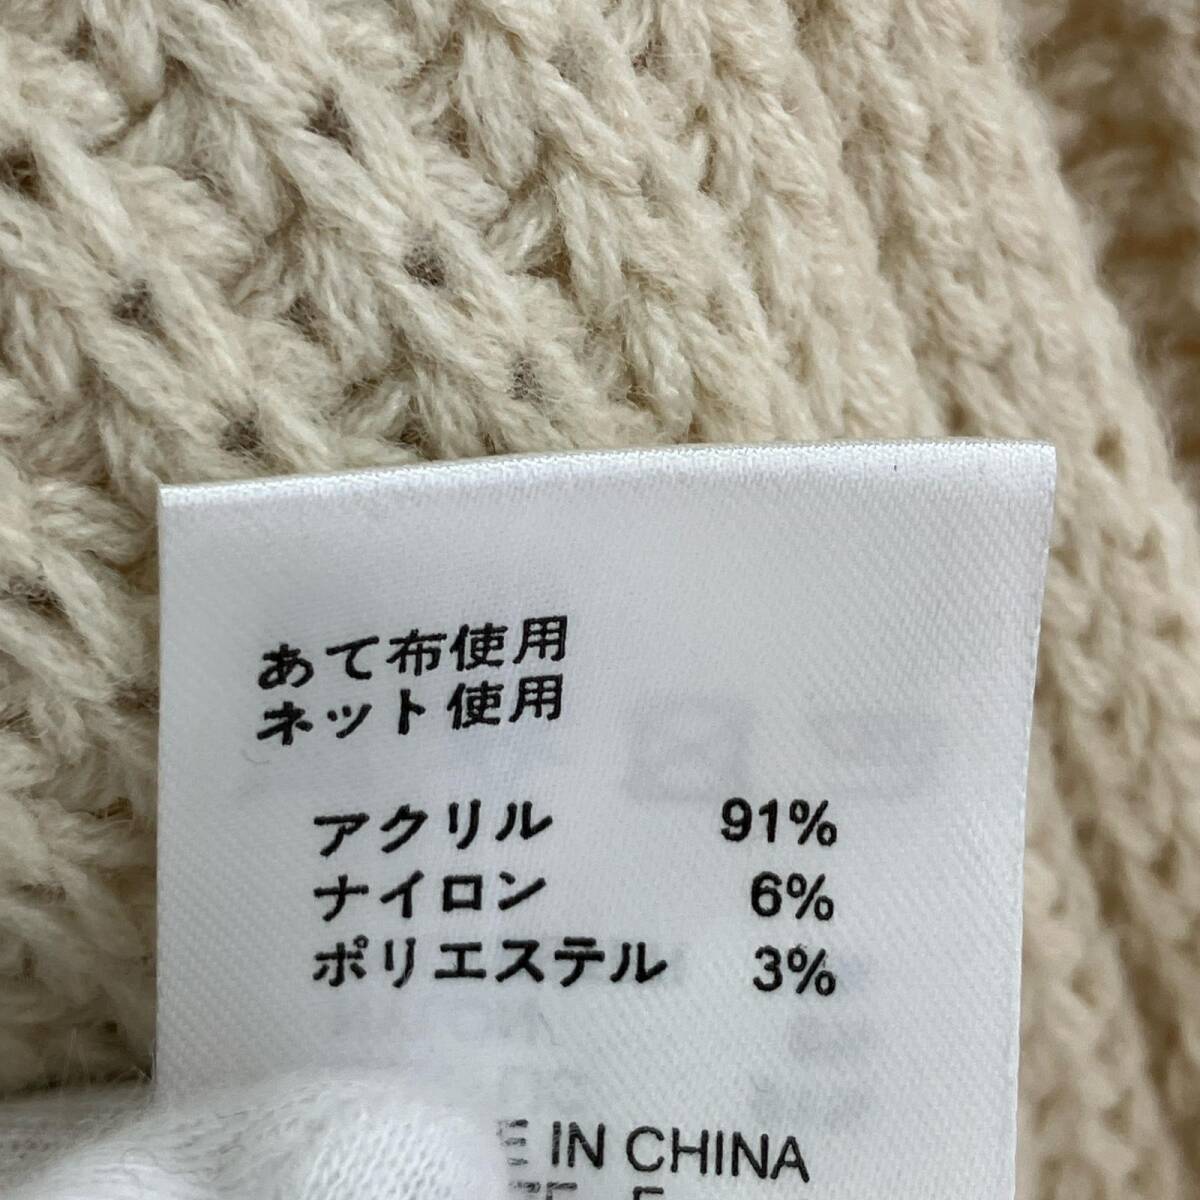 あて布使用
ネット使用
アクリル 91%
ナイロン 6%
ポリエステル 3%
IN CHINA